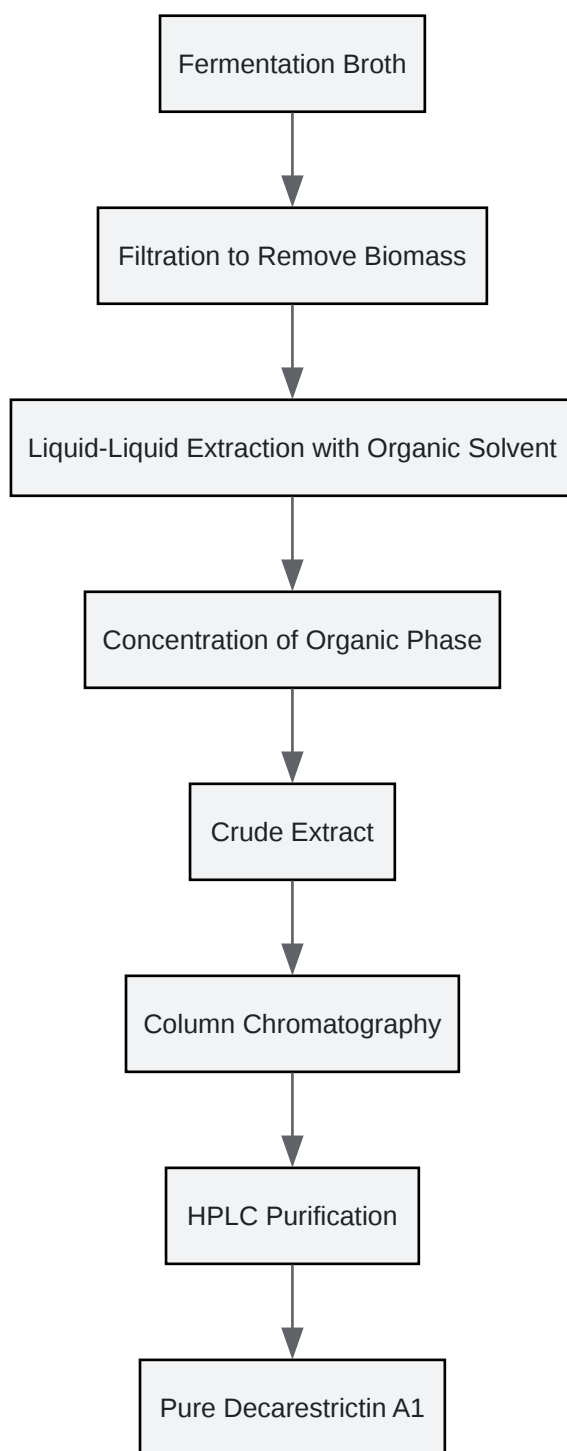 Fermentation Broth
Filtration to Remove Biomass
Liquid-Liquid Extraction with Organic Solvent
Concentration of Organic Phase
Crude Extract
Column Chromatography
HPLC Purification
Pure Decarestrictin A1